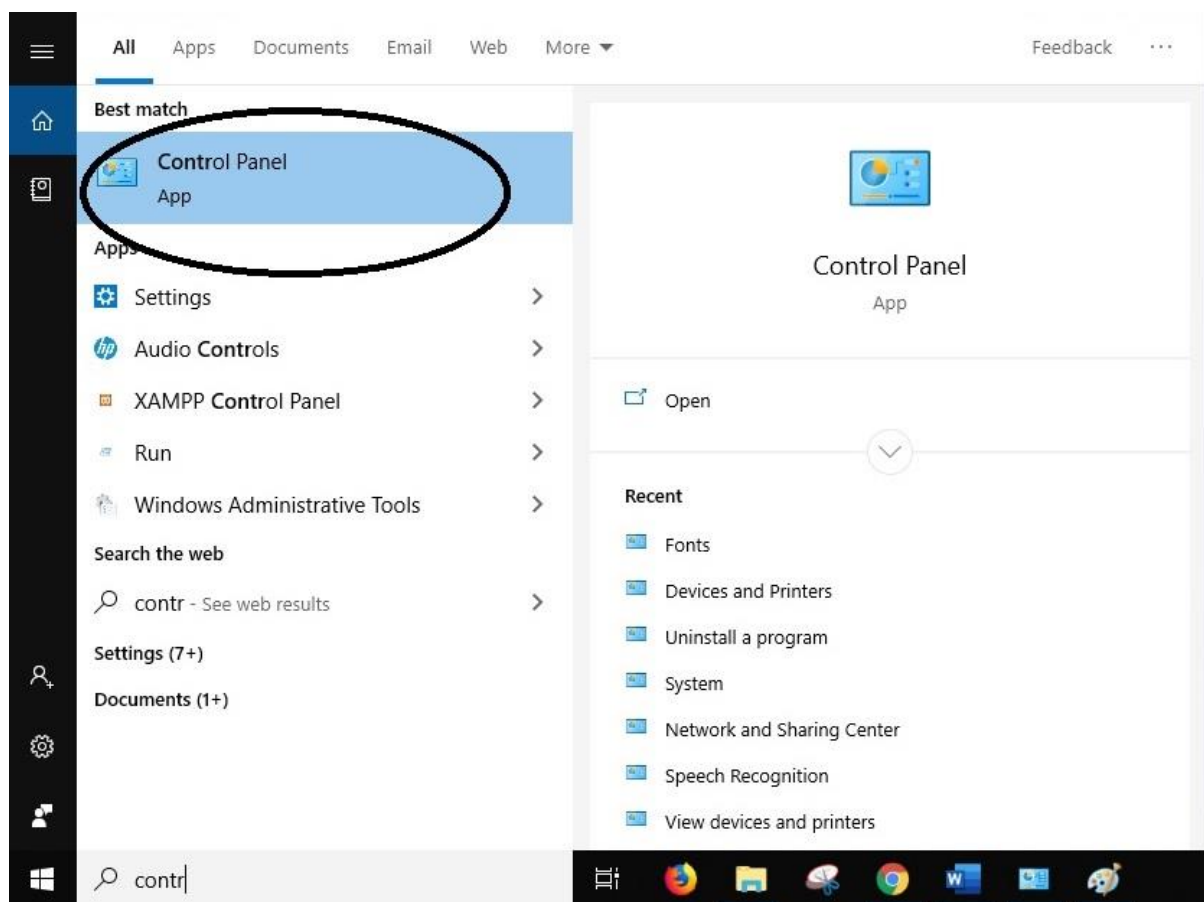 All Apps Documents Email Web More Feedback ...
Best match
Control Panel
App
Apps
Settings
Audio Controls
XAMPP Control Panel
Run
Windows Administrative Tools
Search the web
contr - See web results
Settings (7+)
Documents (1+)
contr
Control Panel
App
Open
Recent
Fonts
Devices and Printers
Uninstall a program
System
Network and Sharing Center
Speech Recognition
View devices and printers